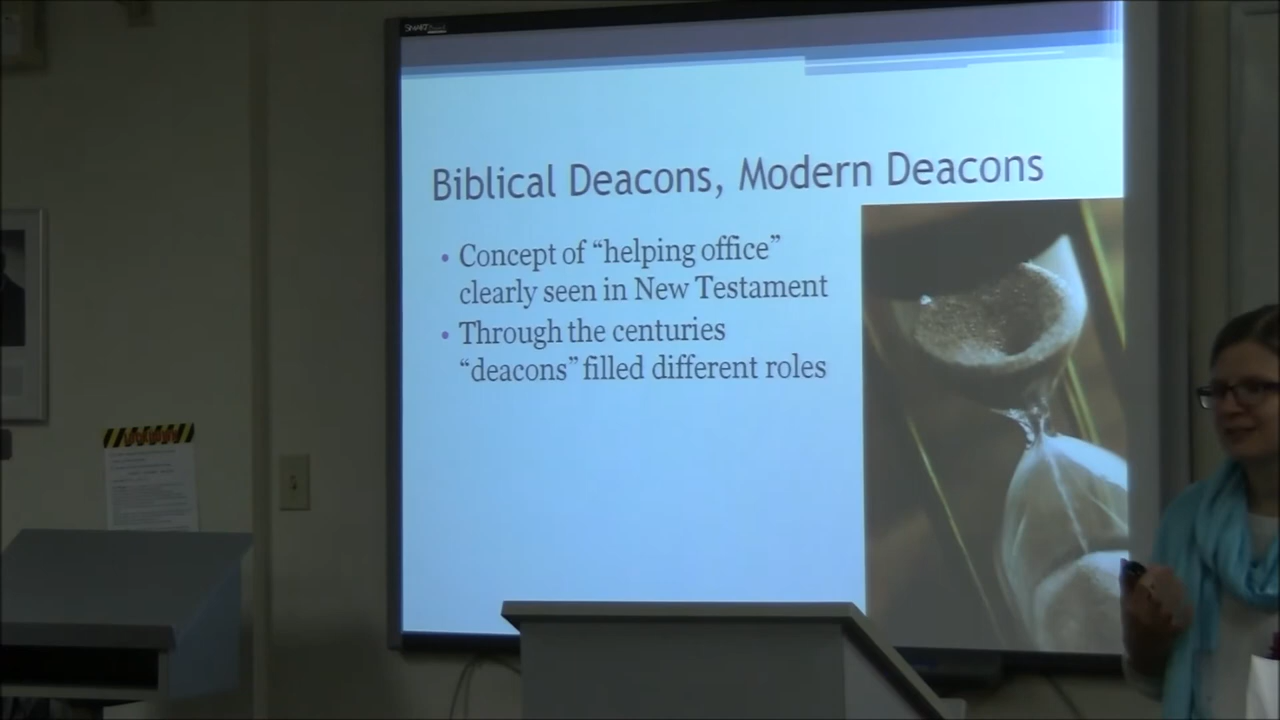 SMART
Biblical Deacons, Modern Deacons
• Concept of “helping office”
clearly seen in New Testament
• Through the centuries
“deacons” filled different roles